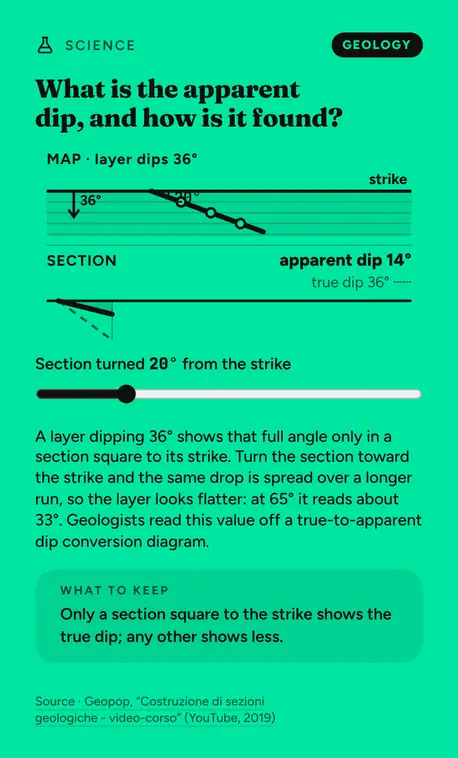 SCIENCE
GEOLOGY
What is the apparent
dip, and how is it found?
MAP · layer dips 36°
strike
36°
20°
SECTION
apparent dip 14°
true dip 36°
Section turned 20° from the strike
A layer dipping 36° shows that full angle only in a
section square to its strike. Turn the section toward
the strike and the same drop is spread over a longer
run, so the layer looks flatter: at 65° it reads about
33°. Geologists read this value off a true-to-apparent
dip conversion diagram.
WHAT TO KEEP
Only a section square to the strike shows the
true dip; any other shows less.
Source · Geopop, “Costruzione di sezioni
geologiche - video-corso” (YouTube, 2019)